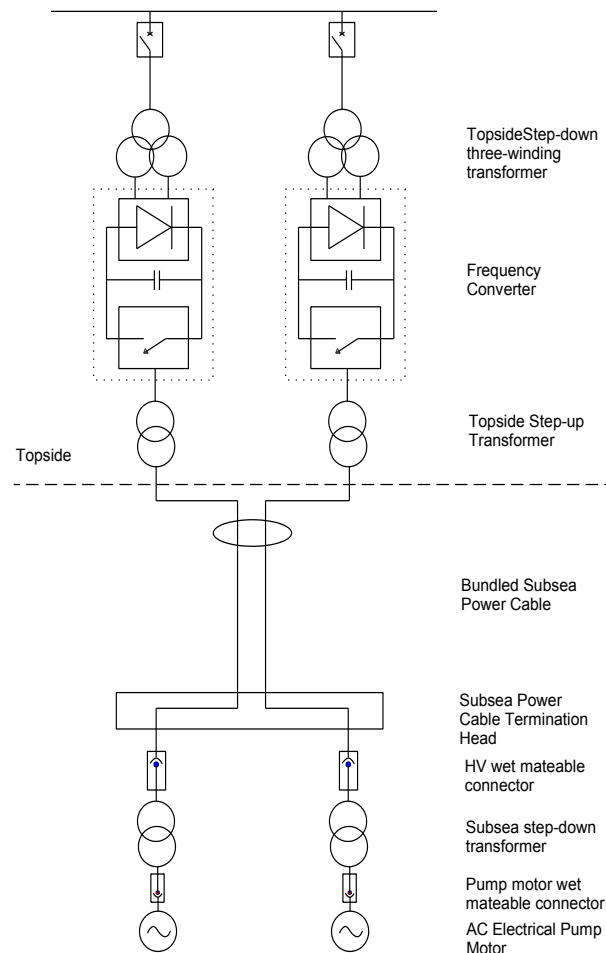 TopsideStep-down
three-winding
transformer
Frequency
Converter
Topside Step-up
Transformer
Topside
Bundled Subsea
Power Cable
Subsea Power
Cable Termination
Head
HV wet mateable
connector
Subsea step-down
transformer
Pump motor wet
mateable connector
AC Electrical Pump
Motor